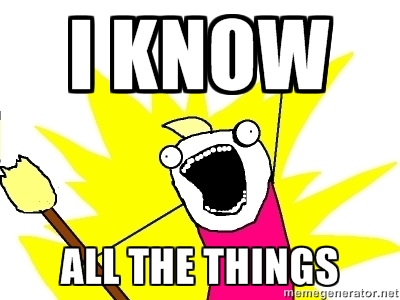 I KNOW
ALL THE THINGS
memegenerator.net